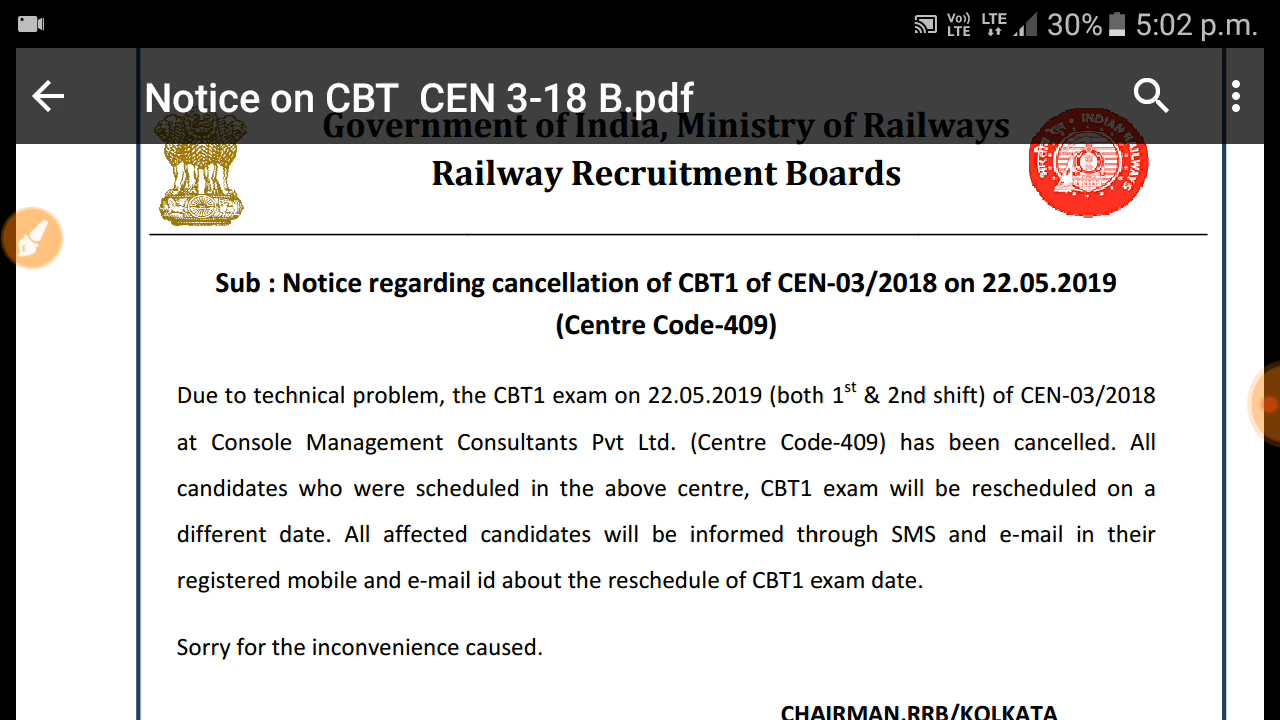 Vo)) LTE LTE 30% 5:02 p.m.
Notice on CBT CEN 3-18 B.pdf
Government of India, Ministry of Railways
Railway Recruitment Boards
INDIAN RAILWAYS
Sub : Notice regarding cancellation of CBT1 of CEN-03/2018 on 22.05.2019
(Centre Code-409)
Due to technical problem, the CBT1 exam on 22.05.2019 (both 1st & 2nd shift) of CEN-03/2018
at Console Management Consultants Pvt Ltd. (Centre Code-409) has been cancelled. All
candidates who were scheduled in the above centre, CBT1 exam will be rescheduled on a
different date. All affected candidates will be informed through SMS and e-mail in their
registered mobile and e-mail id about the reschedule of CBT1 exam date.
Sorry for the inconvenience caused.
CHAIRMAN,RRB/KOLKATA